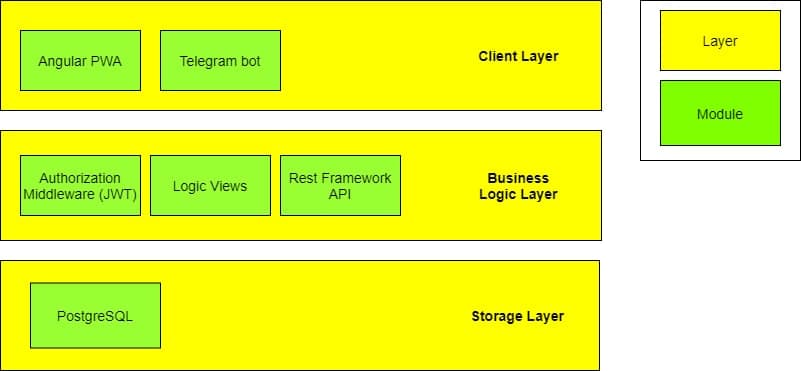 Angular PWA
Telegram bot
Client Layer
Layer
Module
Authorization
Middleware (JWT)
Logic Views
Rest Framework
API
Business
Logic Layer
PostgreSQL
Storage Layer